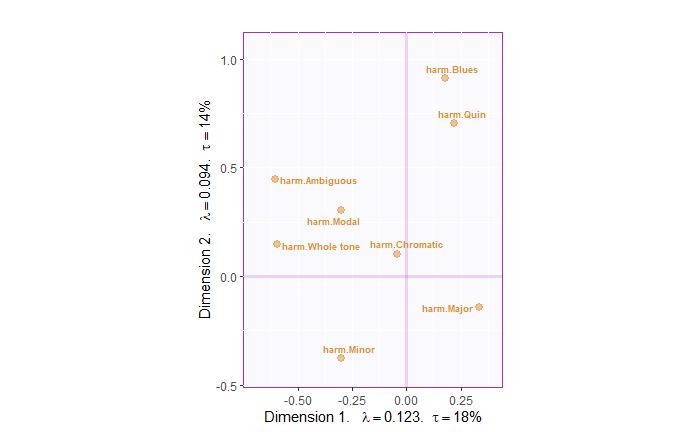 1.0
harm.Blues
harm.Quin
0.5
harm.Ambiguous
harm.Modal
harm.Whole tone
harm.Chromatic
0.0
harm.Major
harm.Minor
-0.5
-0.50 -0.25 0.00 0.25
Dimension 1. λ = 0.123. τ = 18%
Dimension 2. λ = 0.094. τ = 14%